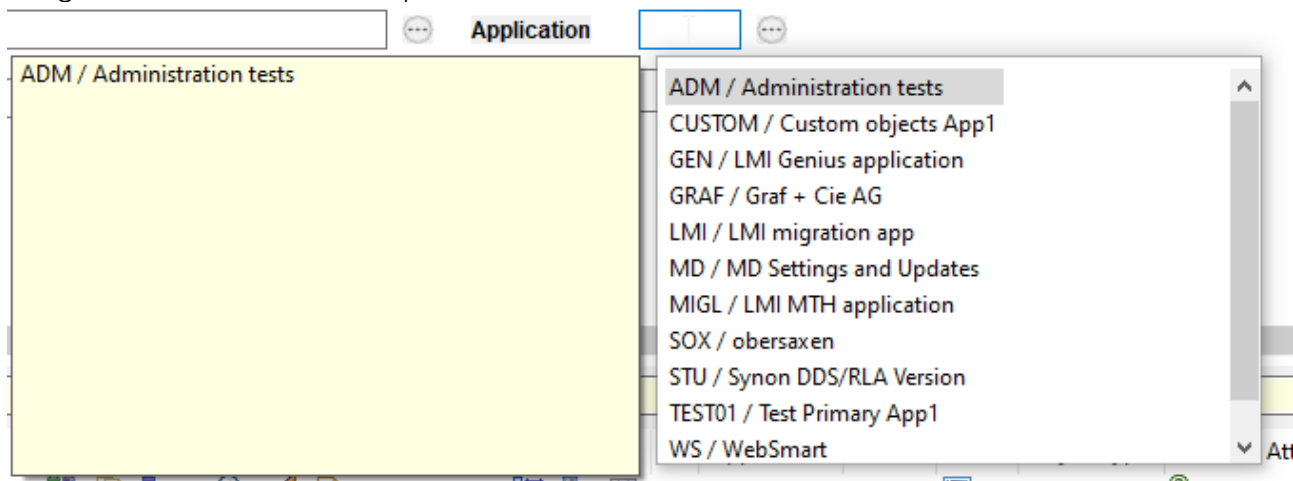 Application
ADM / Administration tests
ADM / Administration tests
CUSTOM / Custom objects App1
GEN / LMI Genius application
GRAF / Graf + Cie AG
LMI / LMI migration app
MD / MD Settings and Updates
MIGL / LMI MTH application
SOX / obersaxen
STU / Synon DDS/RLA Version
TEST01 / Test Primary App1
WS / WebSmart
Att